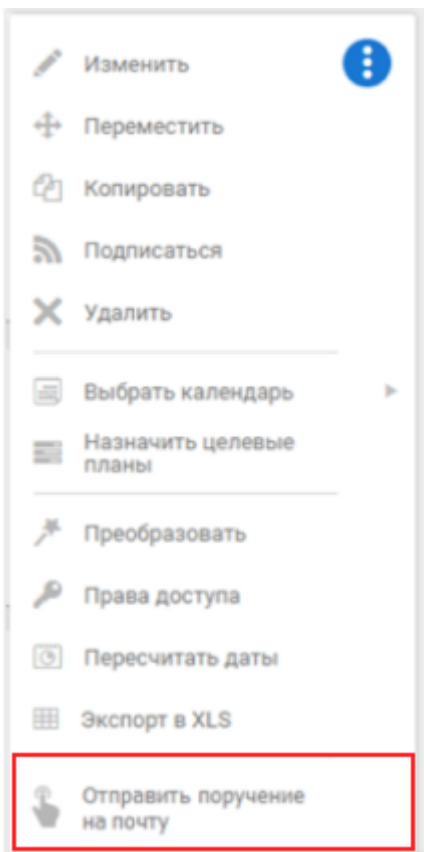 Изменить
Переместить
Копировать
Подписаться
Удалить
Выбрать календарь
Назначить целевые
планы
Преобразовать
Права доступа
Пересчитать даты
Экспорт в XLS
Отправить поручение
на почту